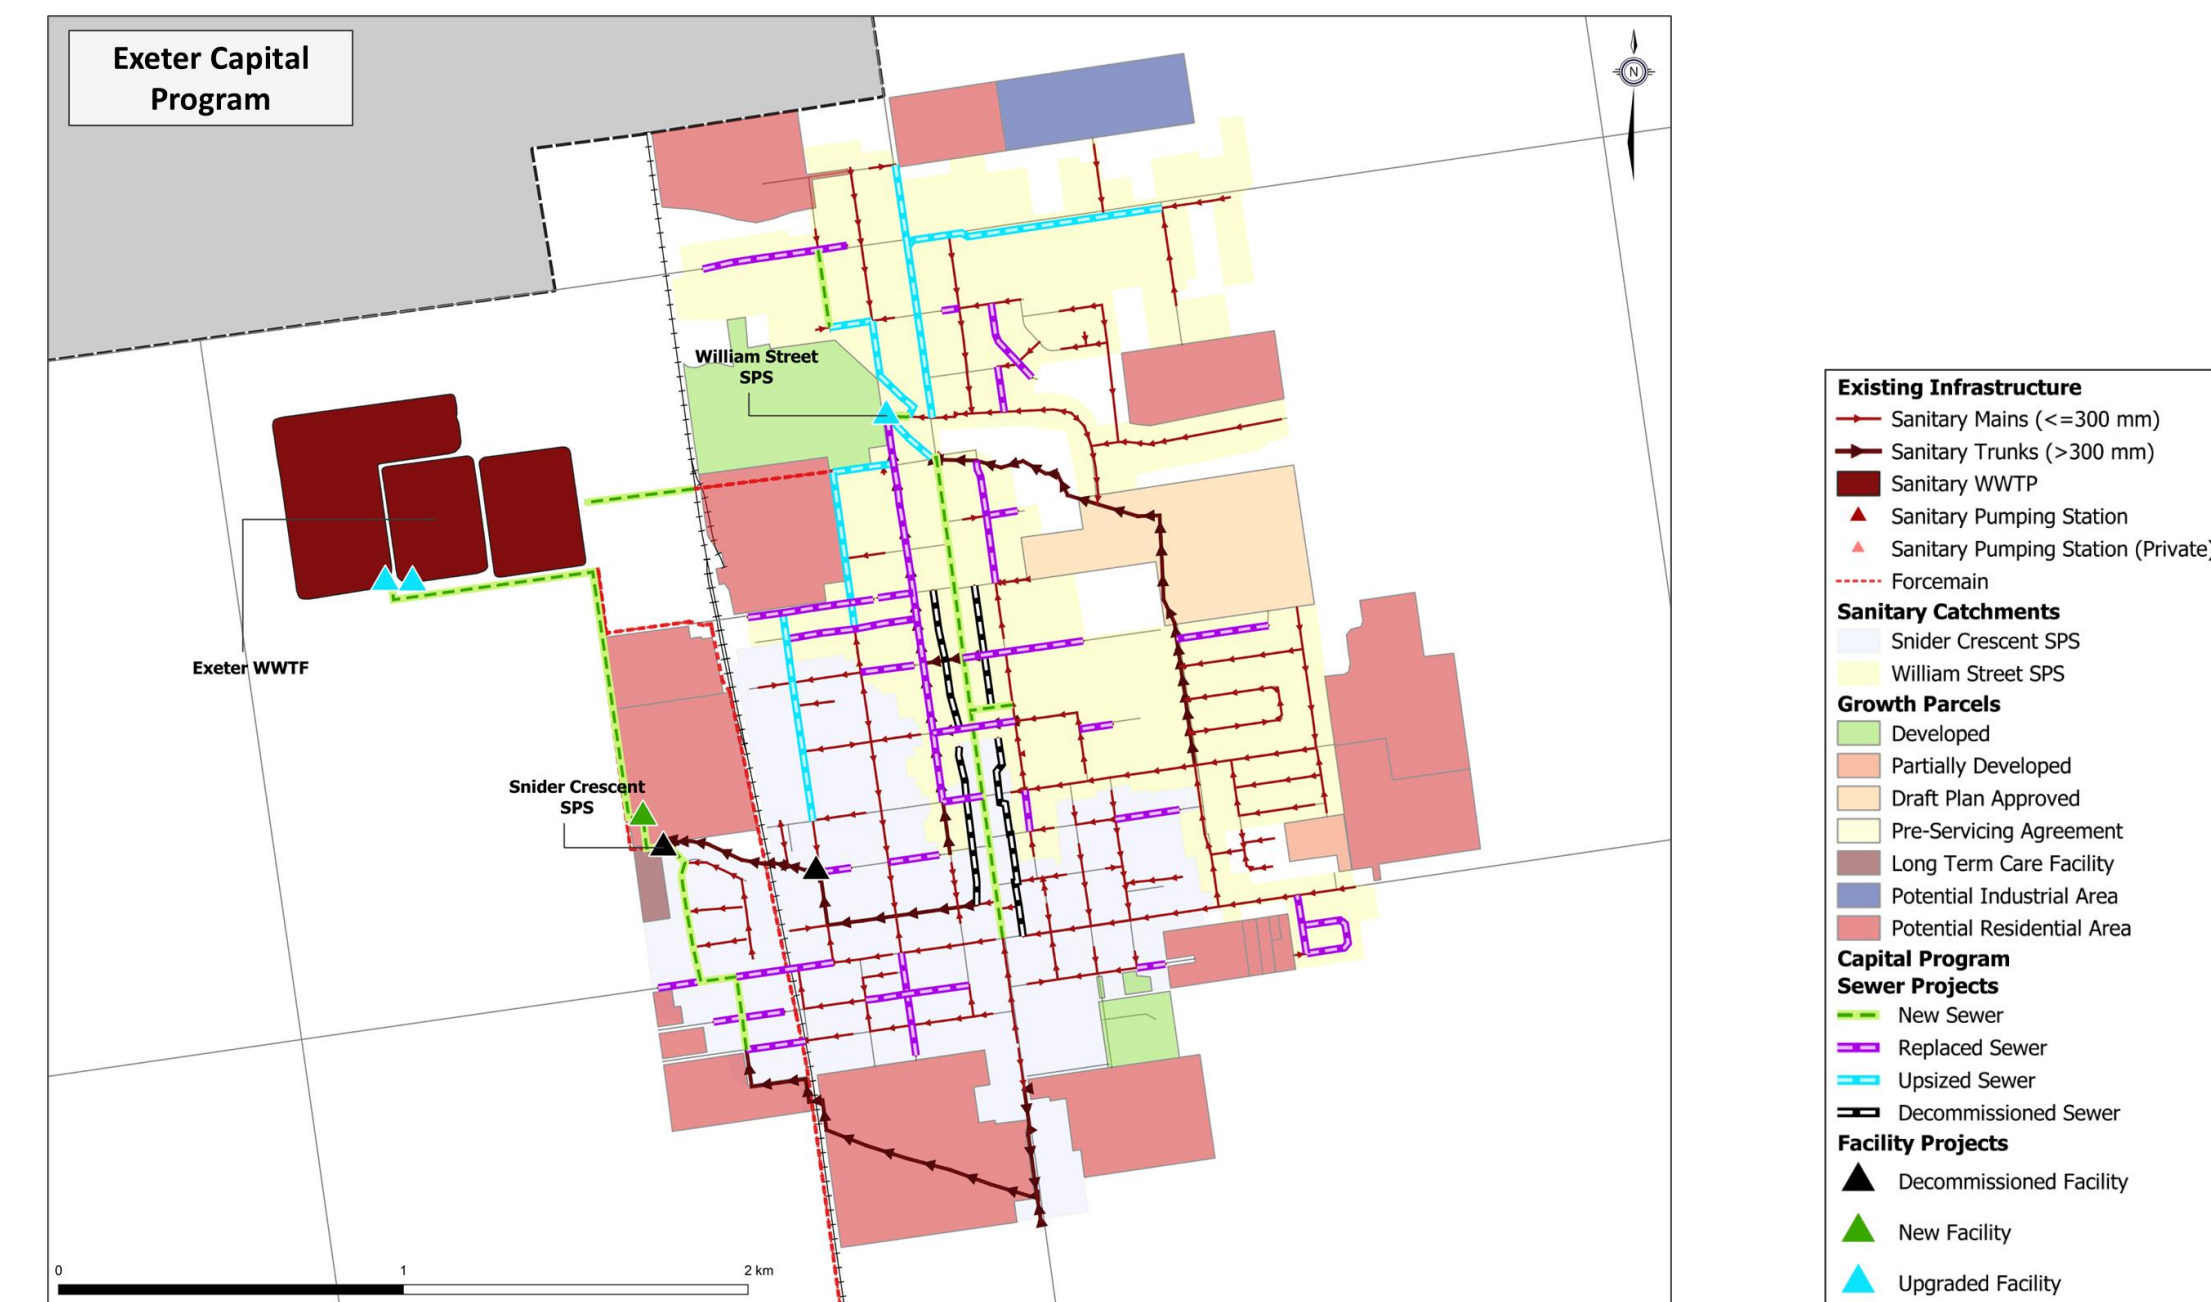 Exeter Capital
Program
N
William Street
SPS
Exeter WWTF
Snider Crescent
SPS
0 1 2 km
Existing Infrastructure
Sanitary Mains (<=300 mm)
Sanitary Trunks (>300 mm)
Sanitary WWTP
Sanitary Pumping Station
Sanitary Pumping Station (Private)
Forcemain
Sanitary Catchments
Snider Crescent SPS
William Street SPS
Growth Parcels
Developed
Partially Developed
Draft Plan Approved
Pre-Servicing Agreement
Long Term Care Facility
Potential Industrial Area
Potential Residential Area
Capital Program
Sewer Projects
New Sewer
Replaced Sewer
Upsized Sewer
Decommissioned Sewer
Facility Projects
Decommissioned Facility
New Facility
Upgraded Facility